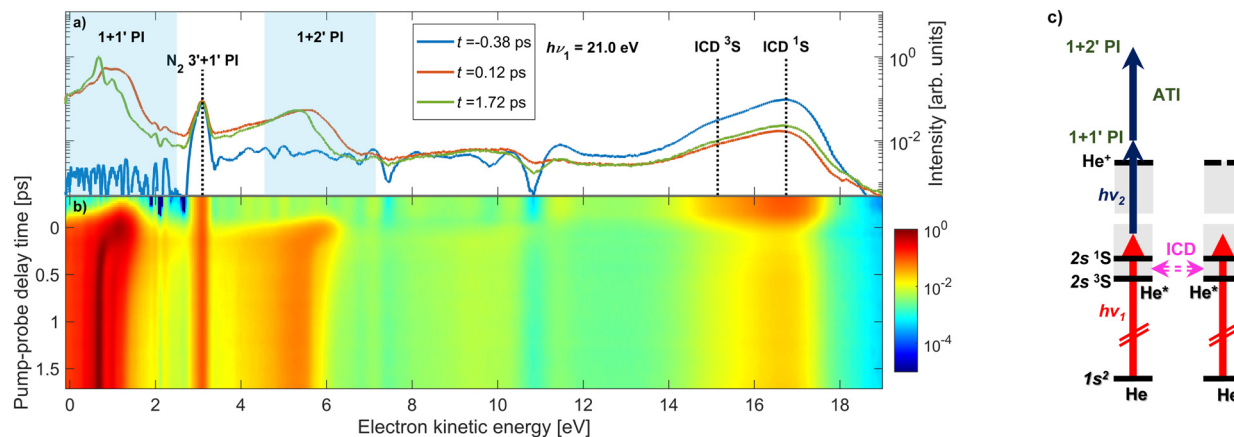 a)
1+1' PI
N₂ 3'+1' PI
1+2' PI
t=-0.38 ps
t=0.12 ps
t=1.72 ps
hν₁ = 21.0 eV
ICD ³S
ICD ¹S
10⁰
10⁻²
Intensity [arb. units]
b)
Pump-probe delay time [ps]
0
0.5
1
1.5
0 2 4 6 8 10 12 14 16 18
Electron kinetic energy [eV]
10⁰
10⁻²
10⁻⁴
c)
1+2' PI
ATI
1+1' PI
He⁺
hν₂
2s ¹S
ICD
2s ³S
He* He*
hν₁
1s²
He He